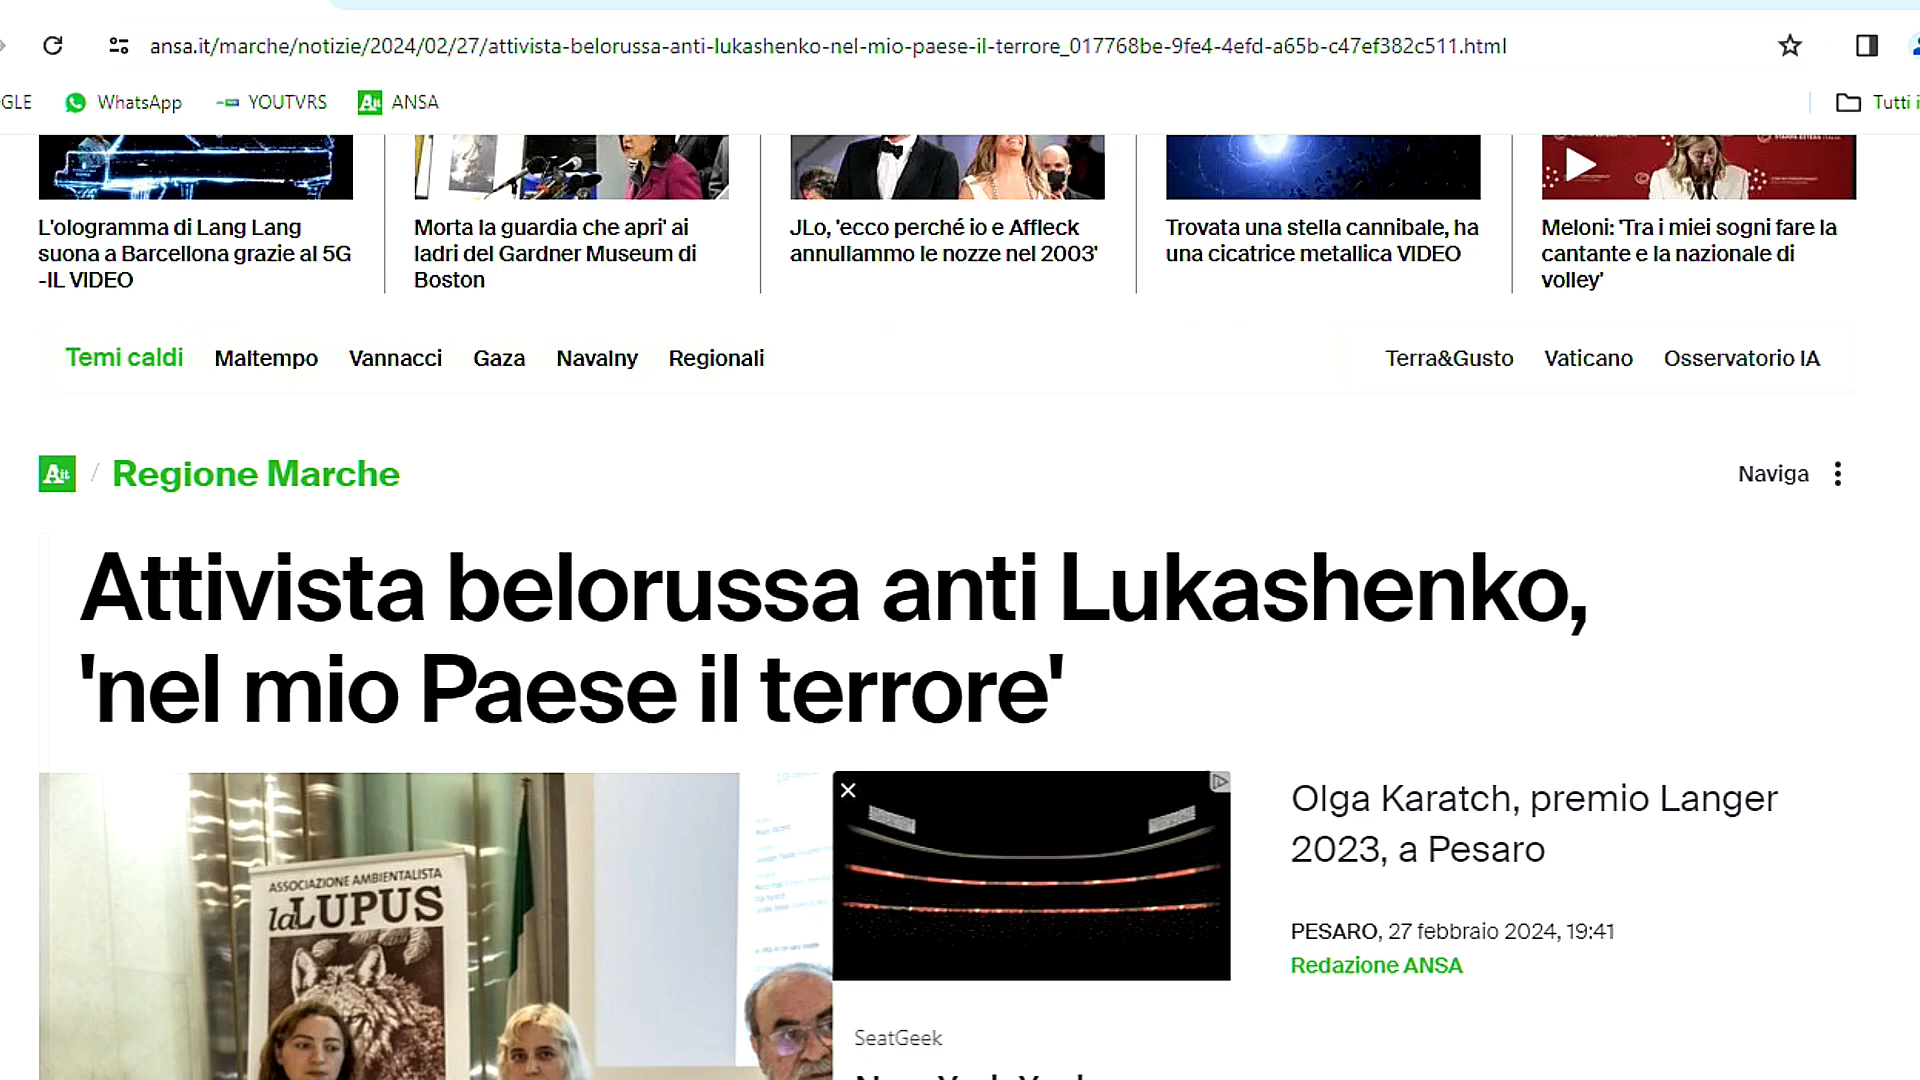 ansa.it/marche/notizie/2024/02/27/attivista-belorussa-anti-lukashenko-nel-mio-paese-il-terrore_017768be-9fe4-4efd-a65b-c47ef382c511.html
GLE WhatsApp YOUTVRS ANSA Tutti i
L'ologramma di Lang Lang
suona a Barcellona grazie al 5G
-IL VIDEO
Morta la guardia che apri' ai
ladri del Gardner Museum di
Boston
JLo, 'ecco perché io e Affleck
annullammo le nozze nel 2003'
Trovata una stella cannibale, ha
una cicatrice metallica VIDEO
Meloni: 'Tra i miei sogni fare la
cantante e la nazionale di
volley'
Temi caldi Maltempo Vannacci Gaza Navalny Regionali Terra&Gusto Vaticano Osservatorio IA
Ait / Regione Marche Naviga
Attivista belorussa anti Lukashenko,
'nel mio Paese il terrore'
Olga Karatch, premio Langer
2023, a Pesaro
PESARO, 27 febbraio 2024, 19:41
Redazione ANSA
ASSOCIAZIONE AMBIENTALISTA
la LUPUS
SeatGeek